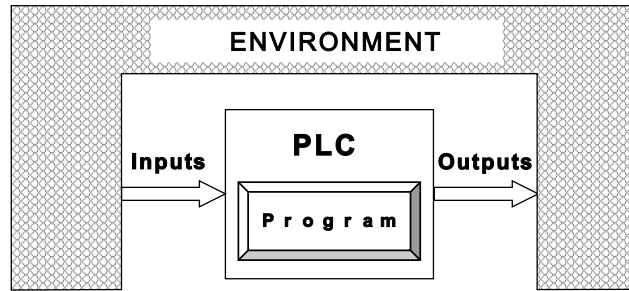 ENVIRONMENT
PLC
Inputs
Outputs
Program